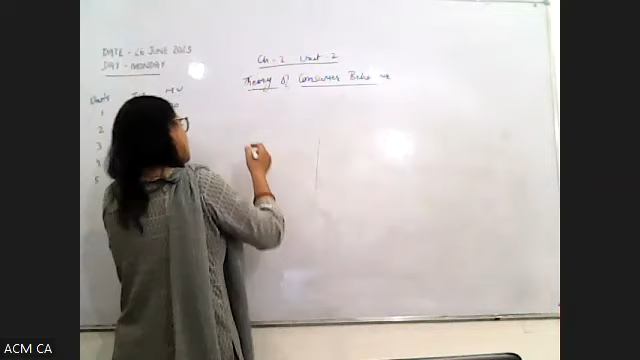 DATE - 26 JUNE 2023
DAY - MONDAY
Ch - 2 Unit - 2
Theory of Consumer
Units
1
2
3
4
5
ACM CA